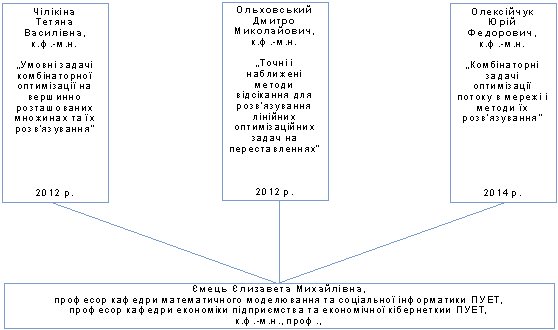 Чілікіна
Тетяна
Василівна,
к.ф.-м.н.
„Умовні задачі
комбінаторної
оптимізації на
вершинно
розташованих
множинах та їх
розв'язування"
2012 р.
Ольховський
Дмитро
Миколайович,
к.ф.-м.н.
„Точні і
наближені
методи
відсікання для
розв'язування
лінійних
оптимізаційних
задач на
переставленнях"
2012 р.
Олексійчук
Юрій
Федорович,
к.ф.-м.н.
„Комбінаторні
задачі
оптимізації
потоку в мережі і
методи їх
розв'язування"
2014 р.
Ємець Єлизавета Михайлівна,
професор кафедри математичного моделювання та соціальної інформатики ПУЕТ,
професор кафедри економіки підприємства та економічної кібернеткии ПУЕТ,
к.ф.-м.н., проф.,